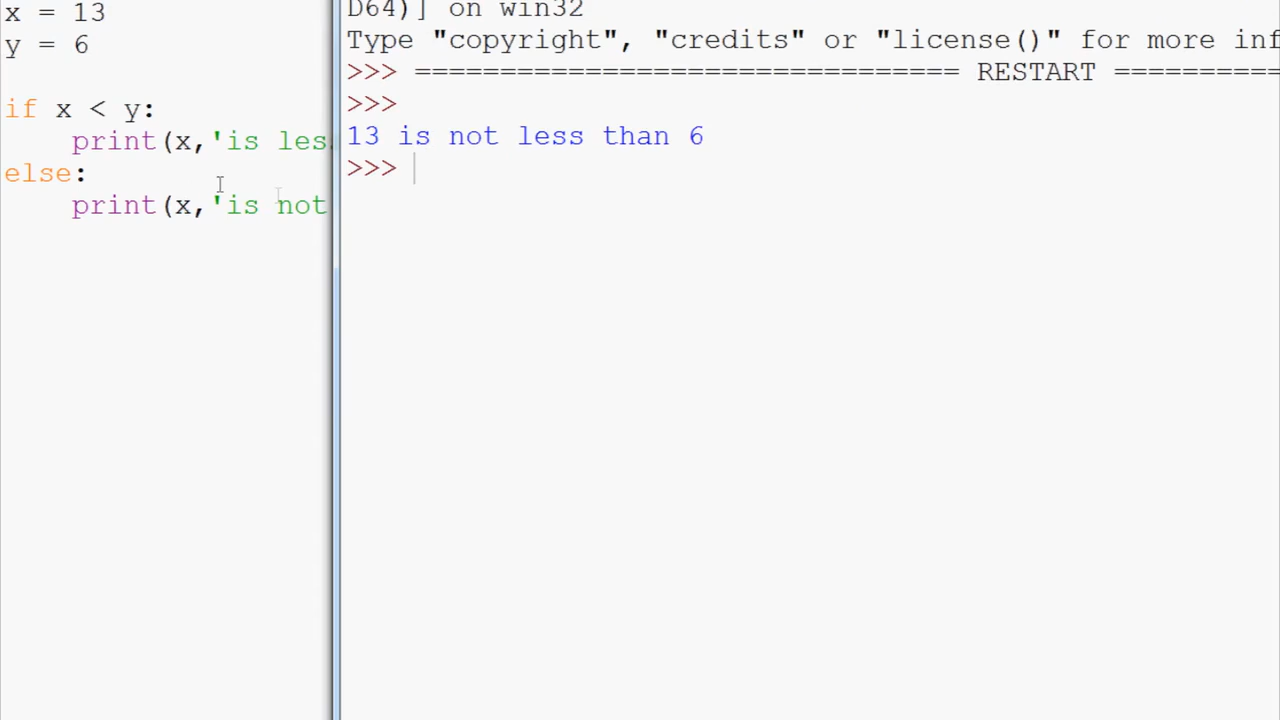 x = 13
y = 6
if x < y:
print(x,'is les
else:
print(x,'is not
D64)] on win32
Type "copyright", "credits" or "license()" for more inf
>>> ================================ RESTART ==========
>>>
13 is not less than 6
>>>